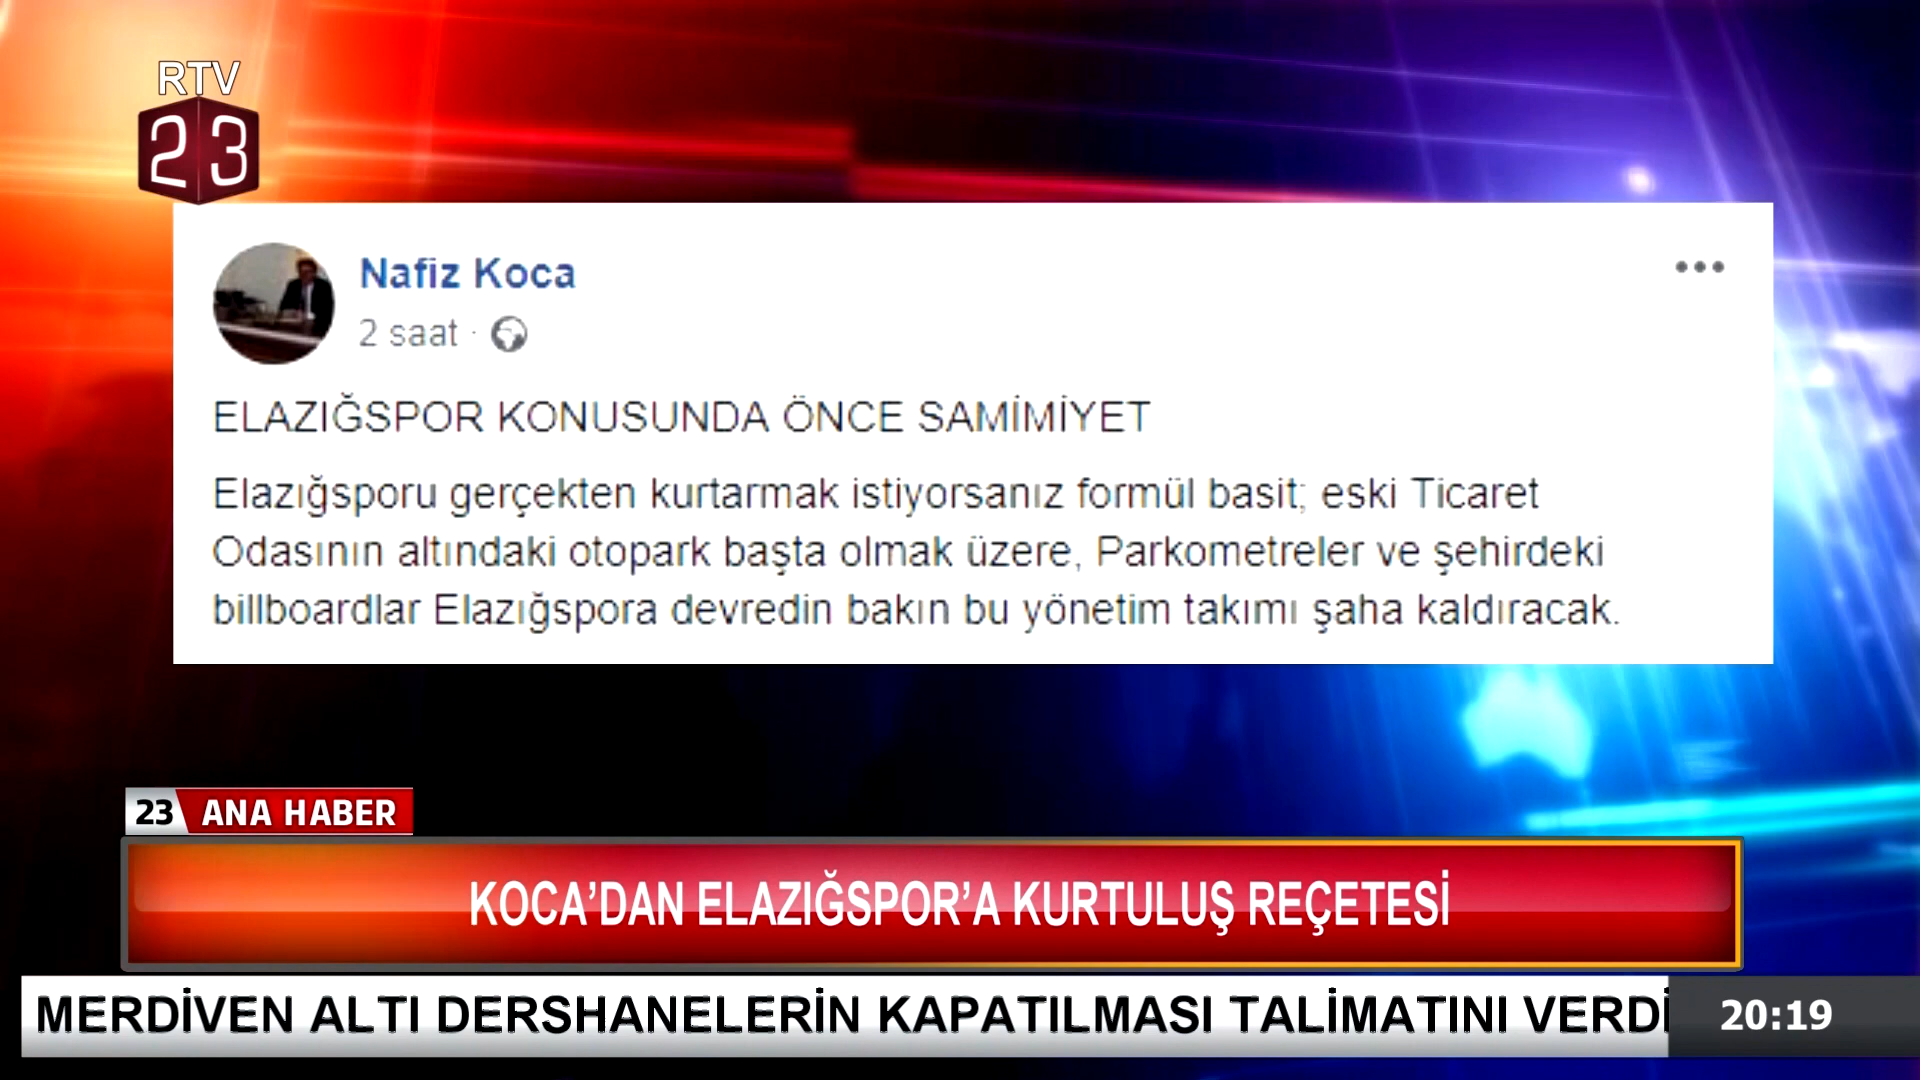 RTV
23
Nafiz Koca
2 saat ·
ELAZIĞSPOR KONUSUNDA ÖNCE SAMİMİYET
Elazığsporu gerçekten kurtarmak istiyorsanız formül basit; eski Ticaret
Odasının altındaki otopark başta olmak üzere, Parkometreler ve şehirdeki
billboardlar Elazığspora devredin bakın bu yönetim takımı şaha kaldıracak.
23 ANA HABER
KOCA’DAN ELAZIĞSPOR’A KURTULUŞ REÇETESİ
MERDİVEN ALTI DERSHANELERİN KAPATILMASI TALİMATINI VERDİ
20:19